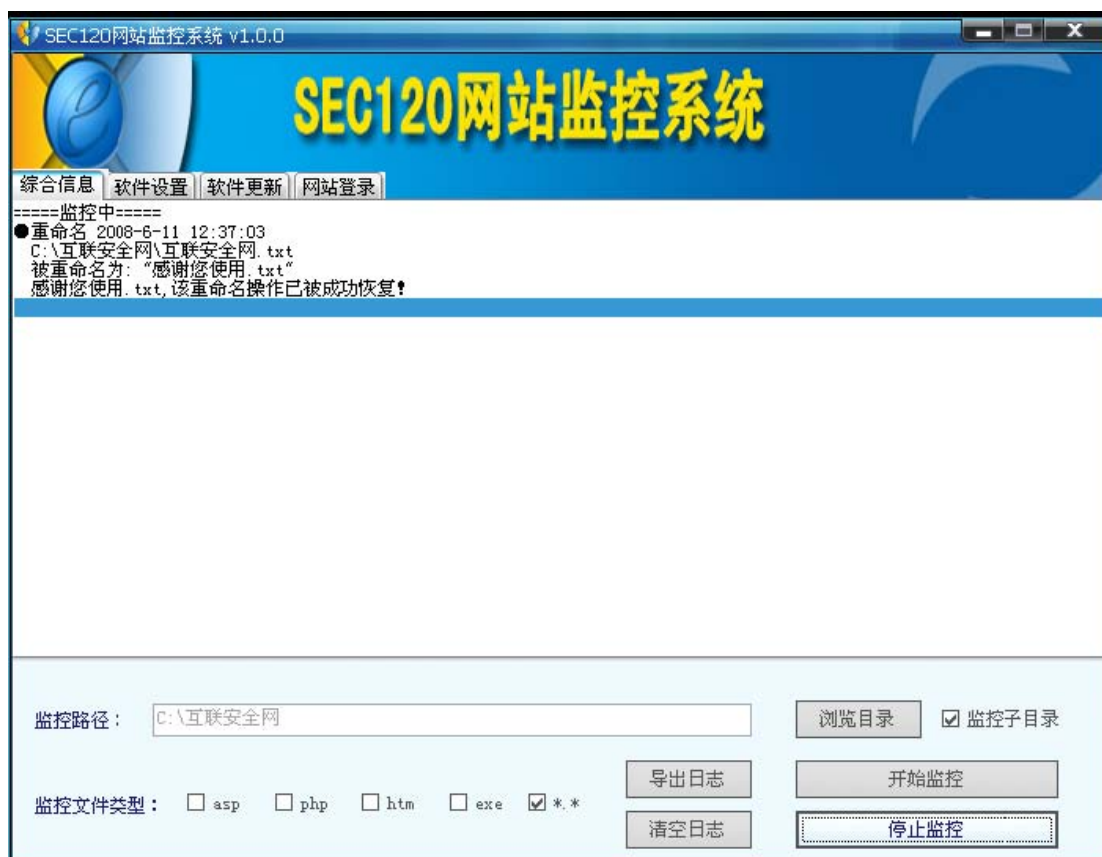 SEC120网站监控系统 v1.0.0
SEC120网站监控系统
综合信息 软件设置 软件更新 网站登录
=====监控中=====
●重命名 2008-6-11 12:37:03
C:\互联安全网\互联安全网.txt
被重命名为: “感谢您使用.txt”
感谢您使用.txt,该重命名操作已被成功恢复!
监控路径: C:\互联安全网 浏览目录 监控子目录
导出日志 开始监控
监控文件类型: asp php htm exe *.*
清空日志 停止监控